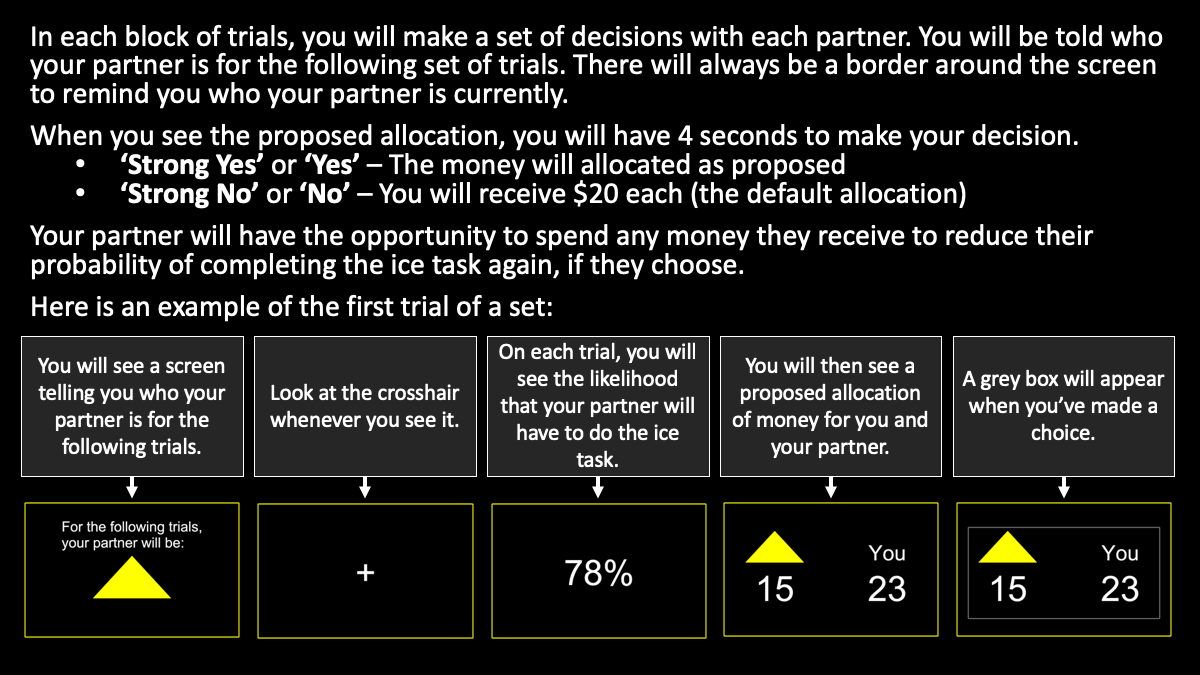 In each block of trials, you will make a set of decisions with each partner. You will be told who
your partner is for the following set of trials. There will always be a border around the screen
to remind you who your partner is currently.
When you see the proposed allocation, you will have 4 seconds to make your decision.
• ‘Strong Yes’ or ‘Yes’ – The money will allocated as proposed
• ‘Strong No’ or ‘No’ – You will receive $20 each (the default allocation)
Your partner will have the opportunity to spend any money they receive to reduce their
probability of completing the ice task again, if they choose.
Here is an example of the first trial of a set:
You will see a screen
telling you who your
partner is for the
following trials.
Look at the crosshair
whenever you see it.
On each trial, you will
see the likelihood
that your partner will
have to do the ice
task.
You will then see a
proposed allocation
of money for you and
your partner.
A grey box will appear
when you’ve made a
choice.
For the following trials,
your partner will be:
+
78%
You
15 23
You
15 23